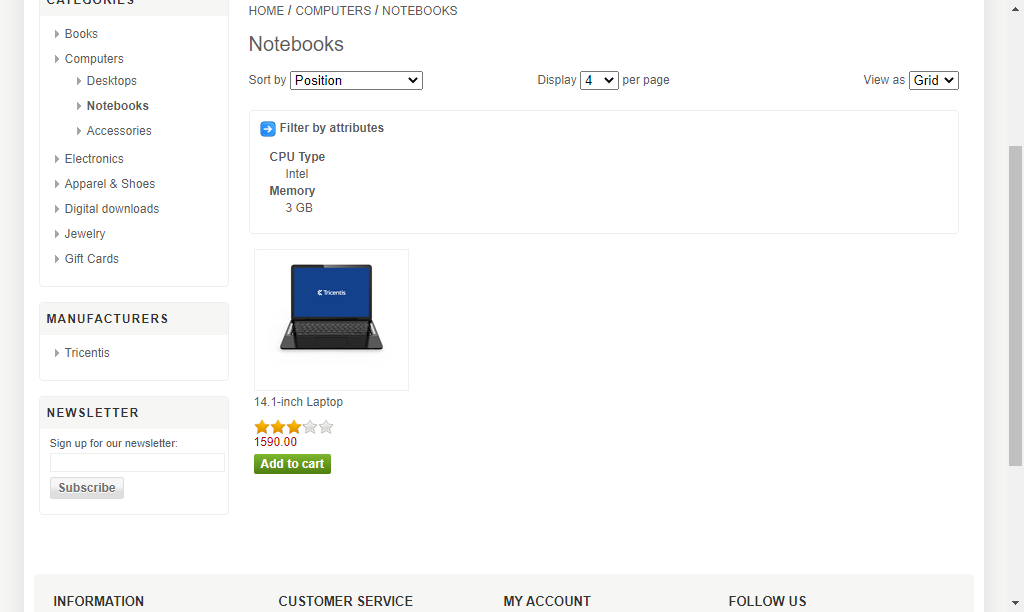 CATEGORIES
Books
Computers
Desktops
Notebooks
Accessories
Electronics
Apparel & Shoes
Digital downloads
Jewelry
Gift Cards
MANUFACTURERS
Tricentis
NEWSLETTER
Sign up for our newsletter:
Subscribe
HOME / COMPUTERS / NOTEBOOKS
Notebooks
Sort by Position Display 4 per page View as Grid
Filter by attributes
CPU Type
Intel
Memory
3 GB
Tricentis
14.1-inch Laptop
1590.00
Add to cart
INFORMATION CUSTOMER SERVICE MY ACCOUNT FOLLOW US